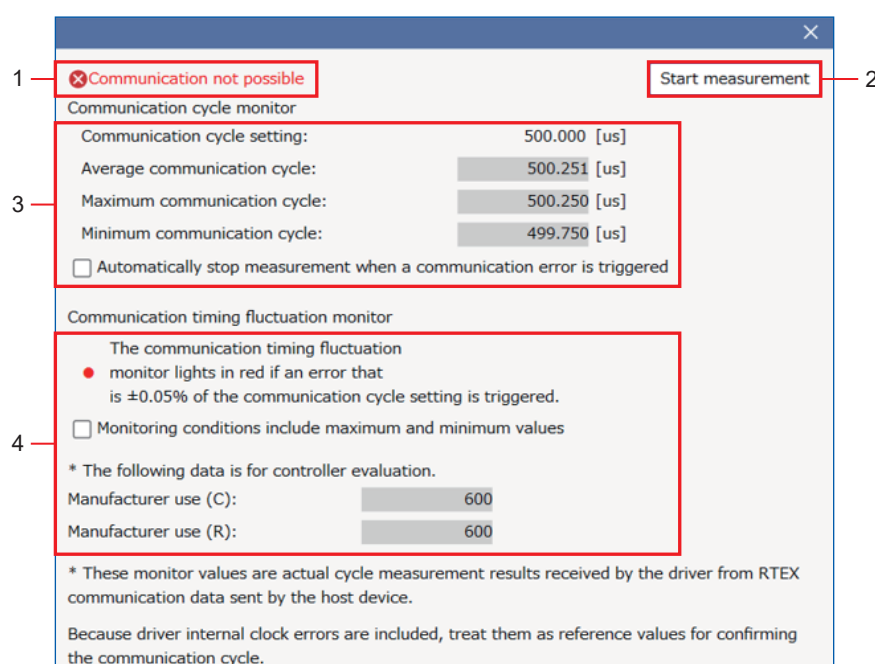 1 Communication not possible Start measurement 2
Communication cycle monitor
Communication cycle setting: 500.000 [us]
Average communication cycle: 500.251 [us]
3 Maximum communication cycle: 500.250 [us]
Minimum communication cycle: 499.750 [us]
Automatically stop measurement when a communication error is triggered
Communication timing fluctuation monitor
The communication timing fluctuation
monitor lights in red if an error that
is ±0.05% of the communication cycle setting is triggered.
Monitoring conditions include maximum and minimum values
4
* The following data is for controller evaluation.
Manufacturer use (C): 600
Manufacturer use (R): 600
* These monitor values are actual cycle measurement results received by the driver from RTEX
communication data sent by the host device.
Because driver internal clock errors are included, treat them as reference values for confirming
the communication cycle.